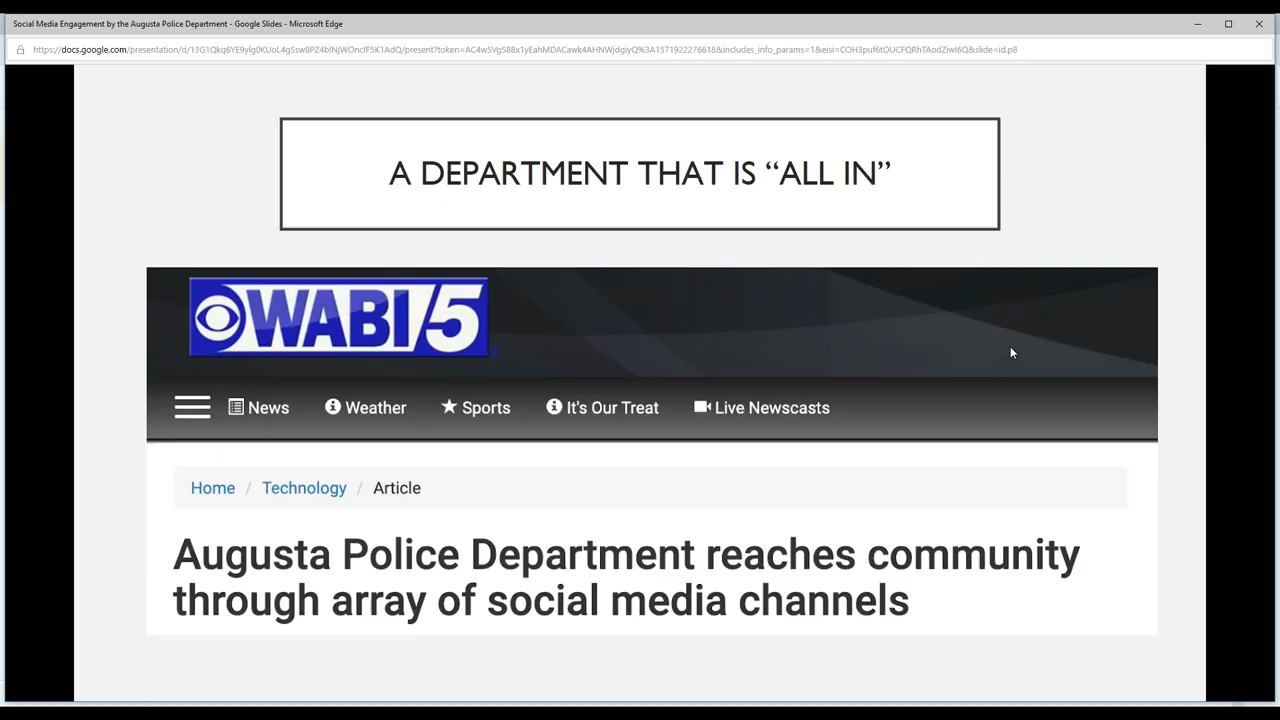 Social Media Engagement by the Augusta Police Department - Google Slides - Microsoft Edge
A DEPARTMENT THAT IS “ALL IN”
WABI 5
News Weather Sports It's Our Treat Live Newscasts
Home / Technology / Article
Augusta Police Department reaches community
through array of social media channels